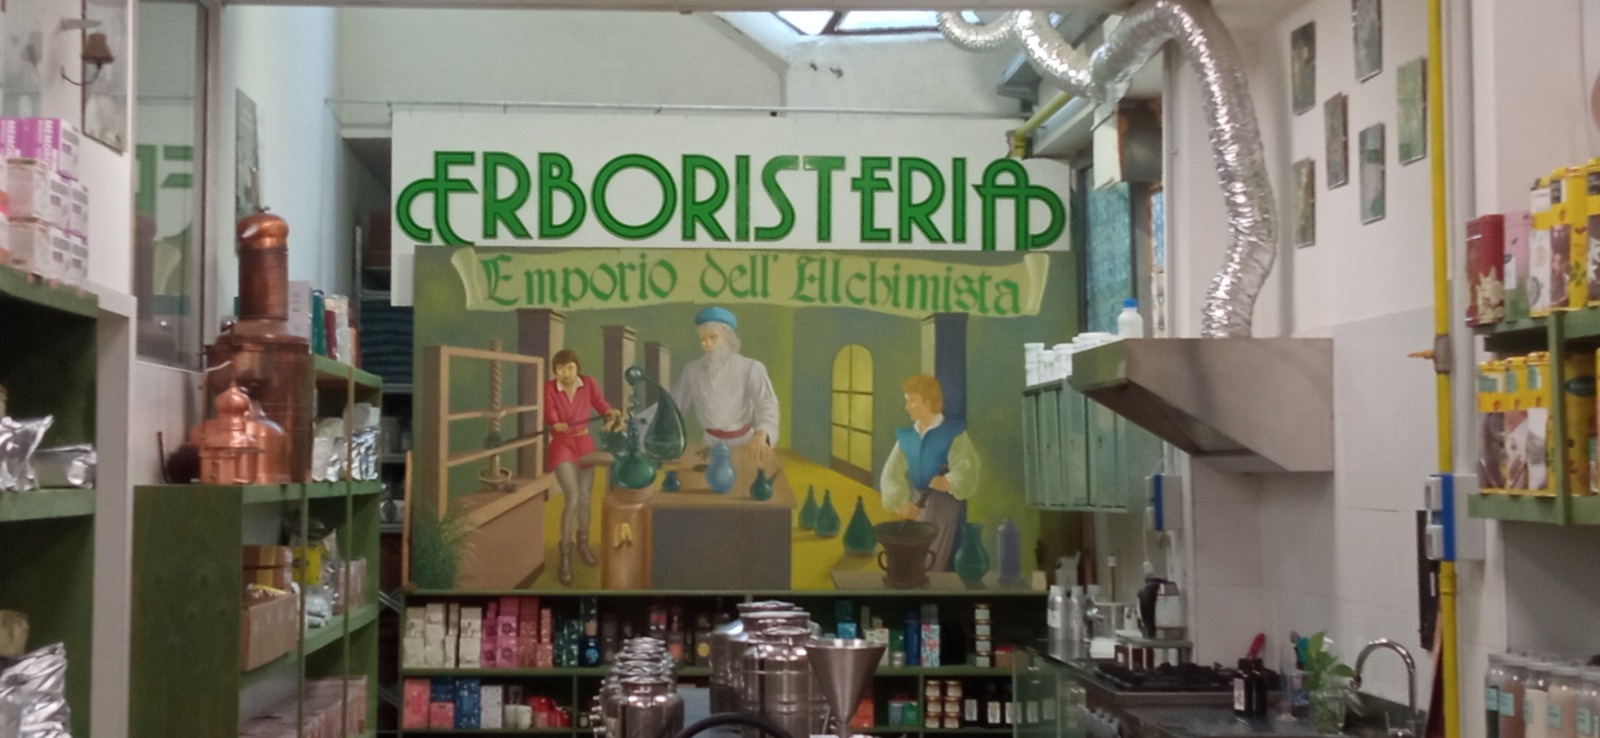 ERBORISTERIA
Emporio dell' Alchimista